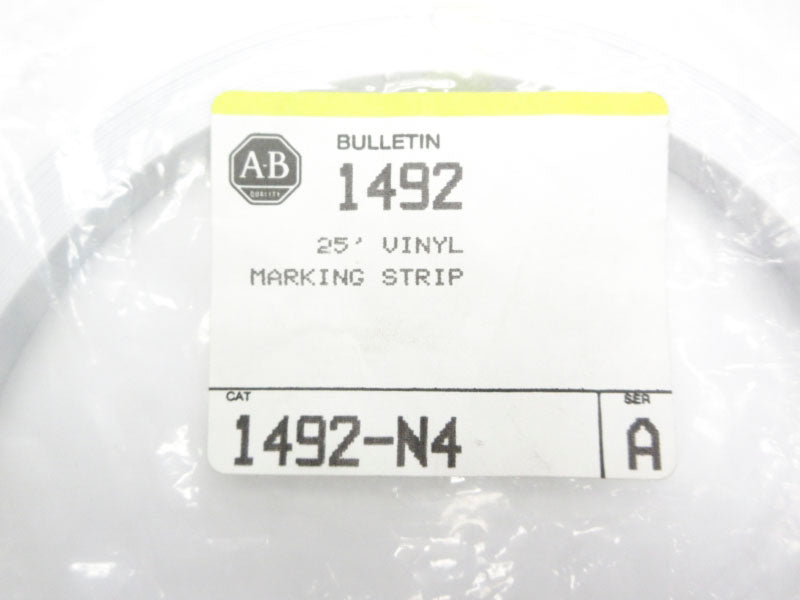 A-B
QUALITY
BULLETIN
1492
25' VINYL
MARKING STRIP
CAT
1492-N4
SER
A